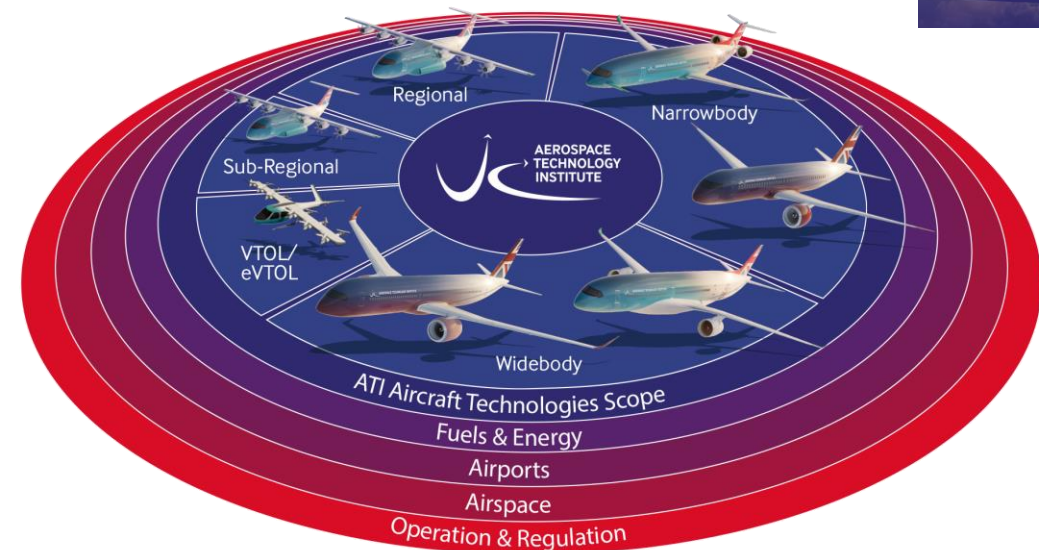 Regional
Narrowbody
AEROSPACE
TECHNOLOGY
INSTITUTE
Sub-Regional
VTOL/
eVTOL
Widebody
ATI Aircraft Technologies Scope
Fuels & Energy
Airports
Airspace
Operation & Regulation